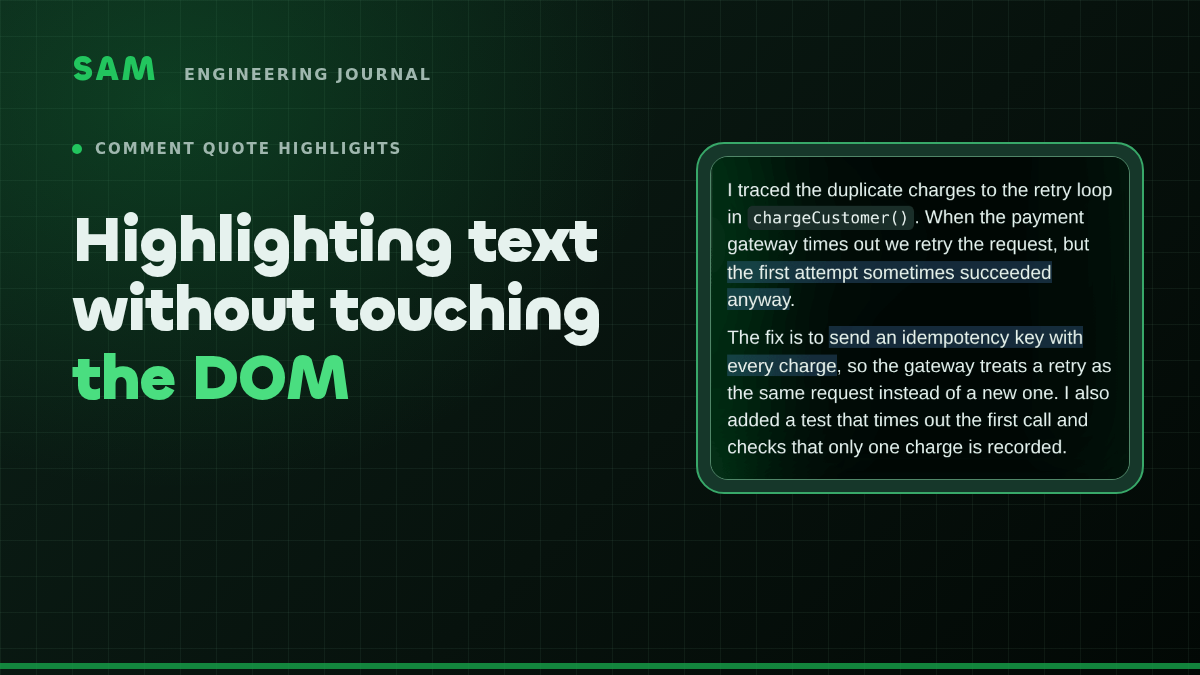 SAM ENGINEERING JOURNAL
COMMENT QUOTE HIGHLIGHTS
Highlighting text
without touching
the DOM
I traced the duplicate charges to the retry loop
in chargeCustomer(). When the payment
gateway times out we retry the request, but
the first attempt sometimes succeeded
anyway.
The fix is to send an idempotency key with
every charge, so the gateway treats a retry as
the same request instead of a new one. I also
added a test that times out the first call and
checks that only one charge is recorded.